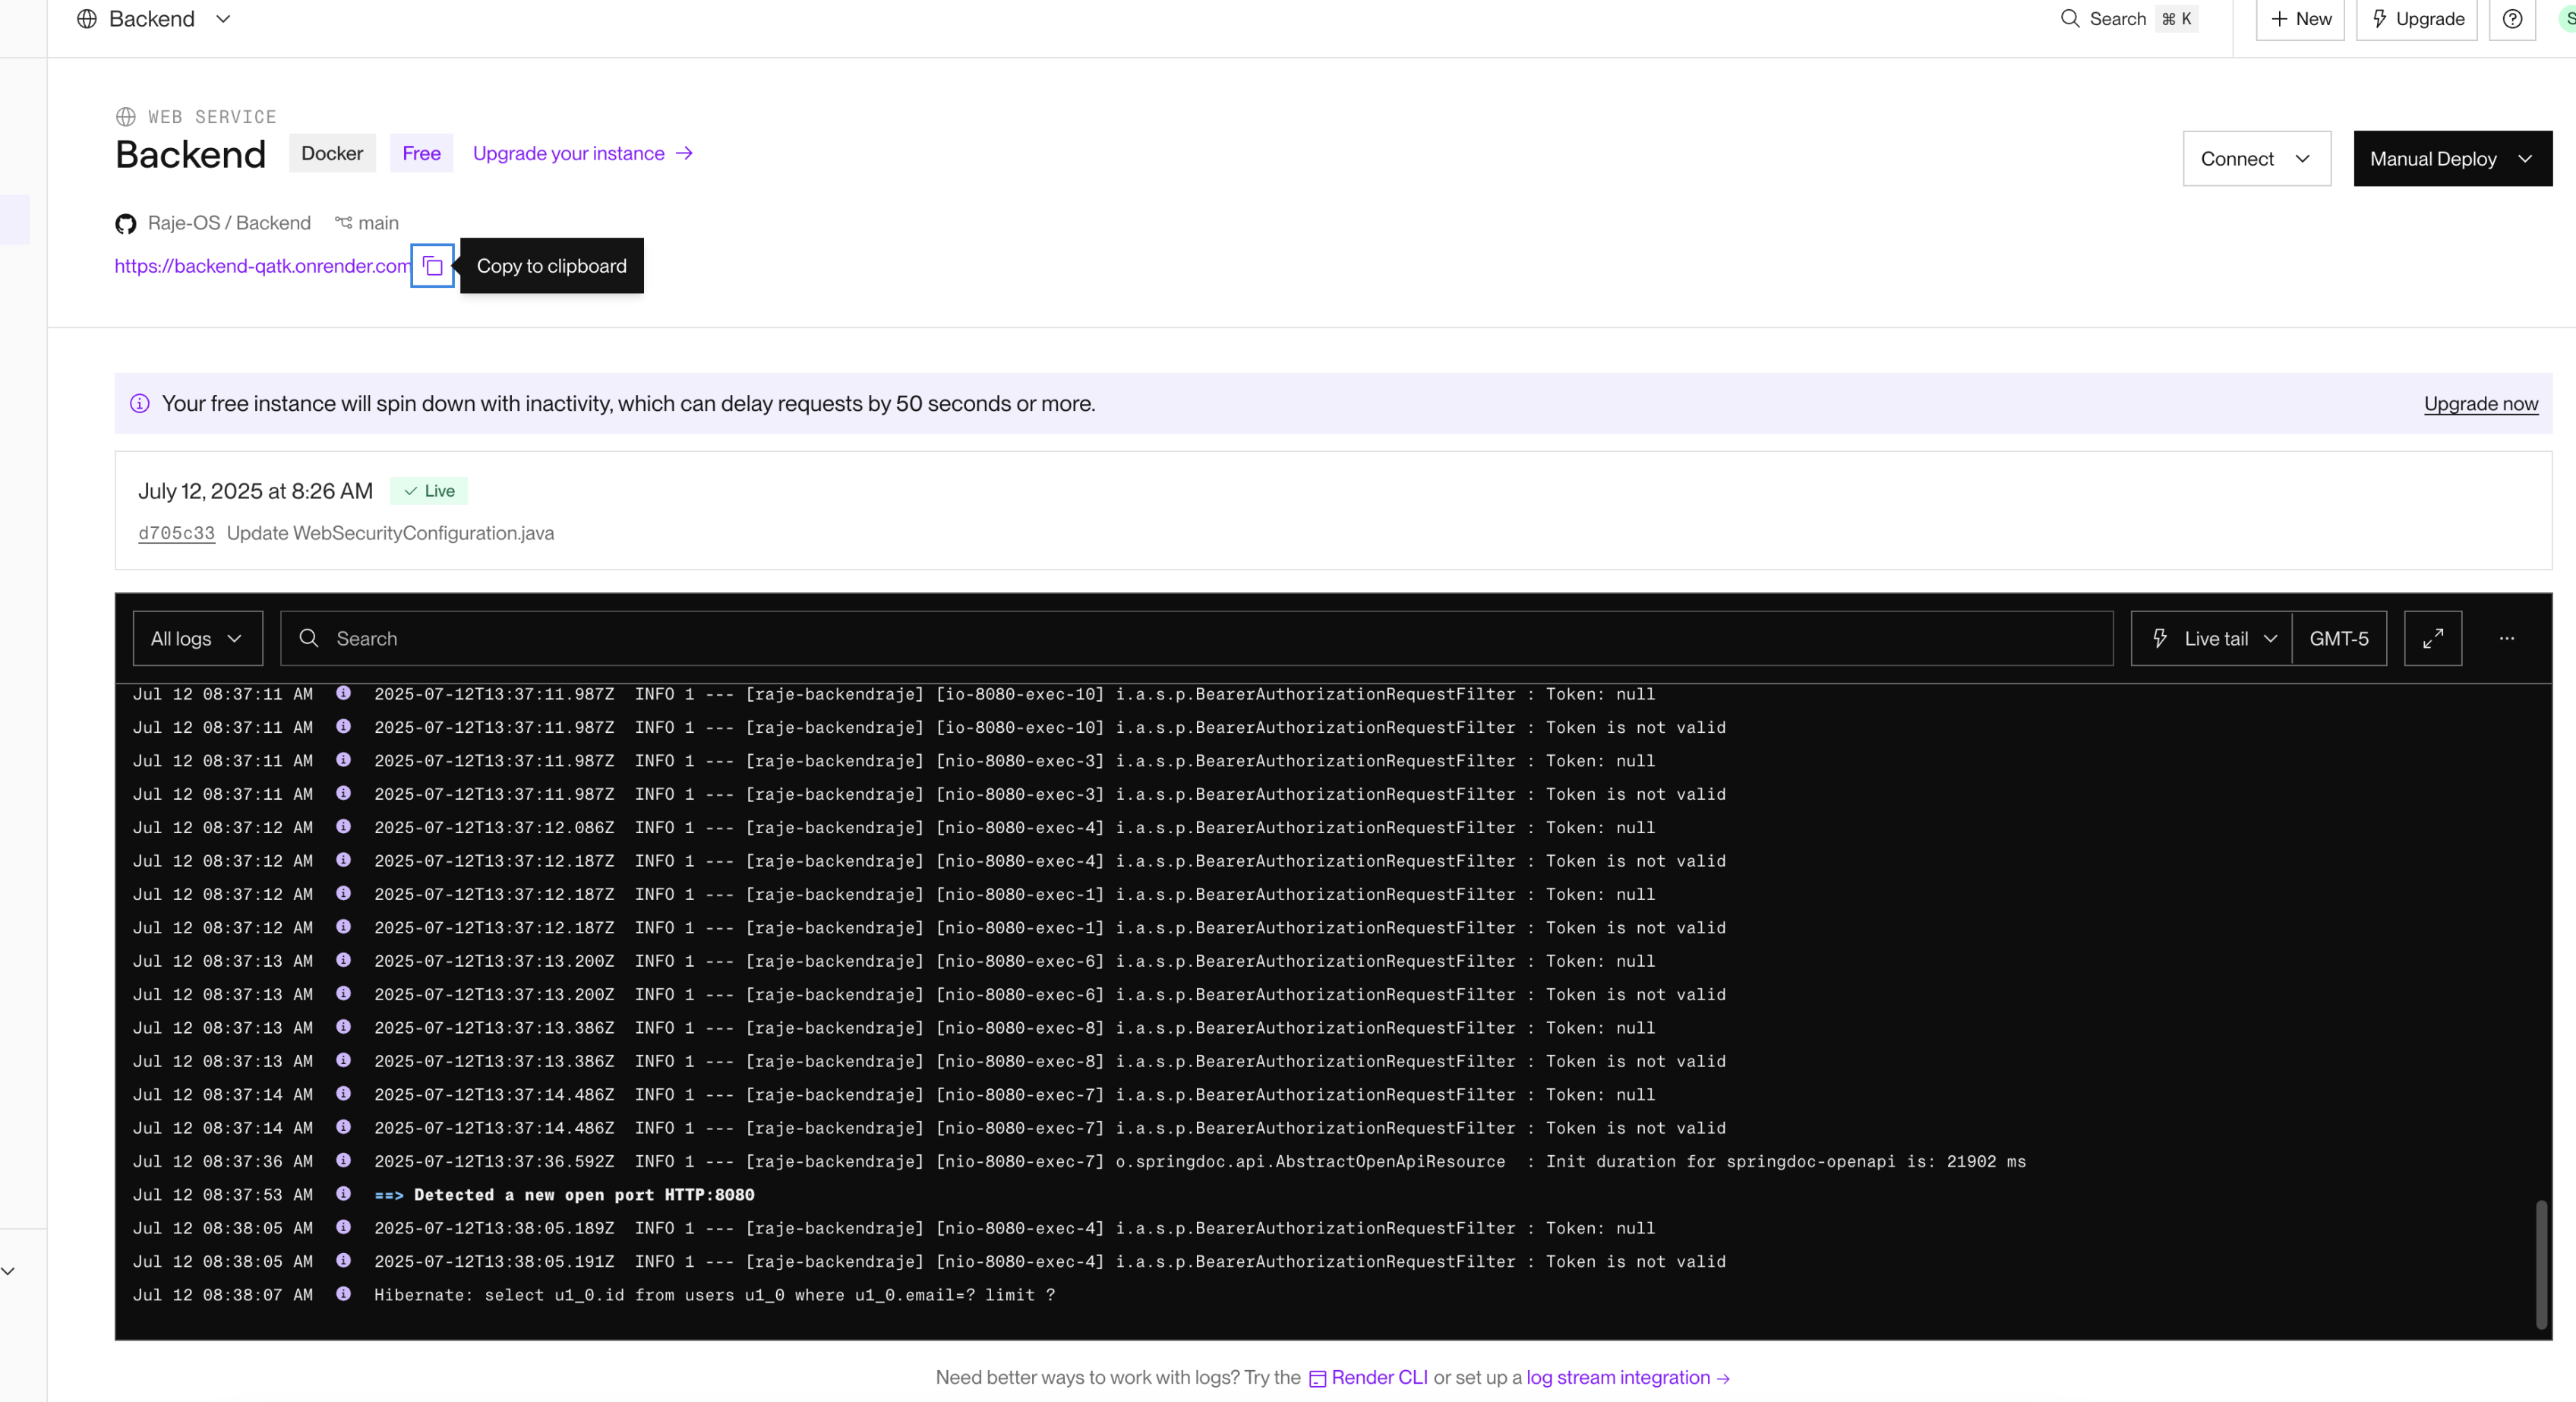 Backend
Search ⌘ K
+ New
Upgrade
WEB SERVICE
Backend Docker Free Upgrade your instance →
Connect
Manual Deploy
Raje-OS / Backend main
https://backend-qatk.onrender.com
Copy to clipboard
Your free instance will spin down with inactivity, which can delay requests by 50 seconds or more.
Upgrade now
July 12, 2025 at 8:26 AM Live
d705c33 Update WebSecurityConfiguration.java
All logs
Search
Live tail
GMT-5
Jul 12 08:37:11 AM 2025-07-12T13:37:11.987Z INFO 1 --- [raje-backendraje] [io-8080-exec-10] i.a.s.p.BearerAuthorizationRequestFilter : Token: null
Jul 12 08:37:11 AM 2025-07-12T13:37:11.987Z INFO 1 --- [raje-backendraje] [io-8080-exec-10] i.a.s.p.BearerAuthorizationRequestFilter : Token is not valid
Jul 12 08:37:11 AM 2025-07-12T13:37:11.987Z INFO 1 --- [raje-backendraje] [nio-8080-exec-3] i.a.s.p.BearerAuthorizationRequestFilter : Token: null
Jul 12 08:37:11 AM 2025-07-12T13:37:11.987Z INFO 1 --- [raje-backendraje] [nio-8080-exec-3] i.a.s.p.BearerAuthorizationRequestFilter : Token is not valid
Jul 12 08:37:12 AM 2025-07-12T13:37:12.086Z INFO 1 --- [raje-backendraje] [nio-8080-exec-4] i.a.s.p.BearerAuthorizationRequestFilter : Token: null
Jul 12 08:37:12 AM 2025-07-12T13:37:12.187Z INFO 1 --- [raje-backendraje] [nio-8080-exec-4] i.a.s.p.BearerAuthorizationRequestFilter : Token is not valid
Jul 12 08:37:12 AM 2025-07-12T13:37:12.187Z INFO 1 --- [raje-backendraje] [nio-8080-exec-1] i.a.s.p.BearerAuthorizationRequestFilter : Token: null
Jul 12 08:37:12 AM 2025-07-12T13:37:12.187Z INFO 1 --- [raje-backendraje] [nio-8080-exec-1] i.a.s.p.BearerAuthorizationRequestFilter : Token is not valid
Jul 12 08:37:13 AM 2025-07-12T13:37:13.200Z INFO 1 --- [raje-backendraje] [nio-8080-exec-6] i.a.s.p.BearerAuthorizationRequestFilter : Token: null
Jul 12 08:37:13 AM 2025-07-12T13:37:13.200Z INFO 1 --- [raje-backendraje] [nio-8080-exec-6] i.a.s.p.BearerAuthorizationRequestFilter : Token is not valid
Jul 12 08:37:13 AM 2025-07-12T13:37:13.386Z INFO 1 --- [raje-backendraje] [nio-8080-exec-8] i.a.s.p.BearerAuthorizationRequestFilter : Token: null
Jul 12 08:37:13 AM 2025-07-12T13:37:13.386Z INFO 1 --- [raje-backendraje] [nio-8080-exec-8] i.a.s.p.BearerAuthorizationRequestFilter : Token is not valid
Jul 12 08:37:14 AM 2025-07-12T13:37:14.486Z INFO 1 --- [raje-backendraje] [nio-8080-exec-7] i.a.s.p.BearerAuthorizationRequestFilter : Token: null
Jul 12 08:37:14 AM 2025-07-12T13:37:14.486Z INFO 1 --- [raje-backendraje] [nio-8080-exec-7] i.a.s.p.BearerAuthorizationRequestFilter : Token is not valid
Jul 12 08:37:36 AM 2025-07-12T13:37:36.592Z INFO 1 --- [raje-backendraje] [nio-8080-exec-7] o.springdoc.api.AbstractOpenApiResource : Init duration for springdoc-openapi is: 21902 ms
Jul 12 08:37:53 AM ==> Detected a new open port HTTP:8080
Jul 12 08:38:05 AM 2025-07-12T13:38:05.189Z INFO 1 --- [raje-backendraje] [nio-8080-exec-4] i.a.s.p.BearerAuthorizationRequestFilter : Token: null
Jul 12 08:38:05 AM 2025-07-12T13:38:05.191Z INFO 1 --- [raje-backendraje] [nio-8080-exec-4] i.a.s.p.BearerAuthorizationRequestFilter : Token is not valid
Jul 12 08:38:07 AM Hibernate: select u1_0.id from users u1_0 where u1_0.email=? limit ?
Need better ways to work with logs? Try the Render CLI or set up a log stream integration →